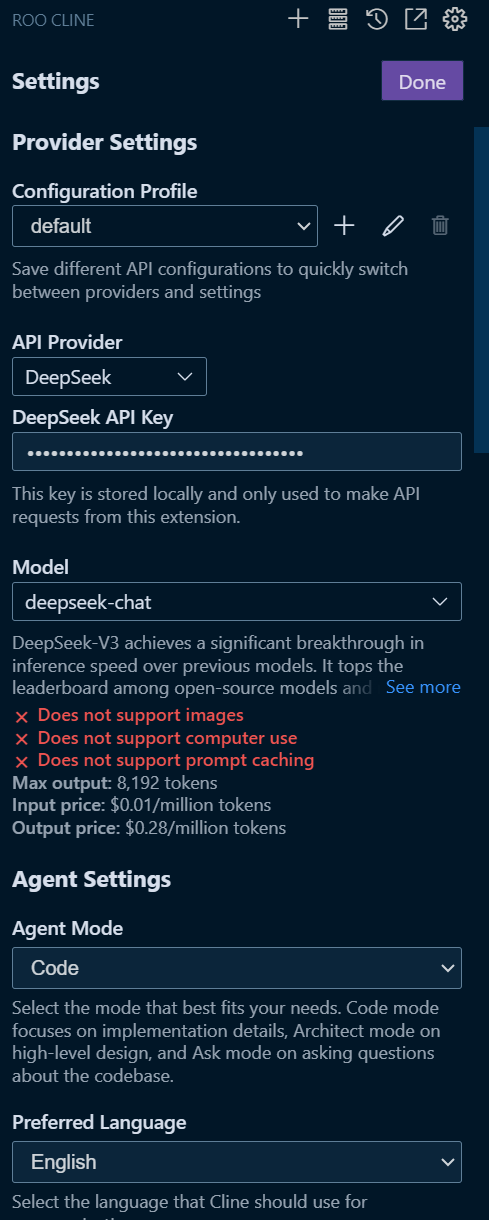 ROO CLINE
Settings
Done
Provider Settings
Configuration Profile
default
Save different API configurations to quickly switch
between providers and settings
API Provider
DeepSeek
DeepSeek API Key
••••••••••••••••••••••••••••••••••••
This key is stored locally and only used to make API
requests from this extension.
Model
deepseek-chat
DeepSeek-V3 achieves a significant breakthrough in
inference speed over previous models. It tops the
leaderboard among open-source models and See more
✕ Does not support images
✕ Does not support computer use
✕ Does not support prompt caching
Max output: 8,192 tokens
Input price: $0.01/million tokens
Output price: $0.28/million tokens
Agent Settings
Agent Mode
Code
Select the mode that best fits your needs. Code mode
focuses on implementation details, Architect mode on
high-level design, and Ask mode on asking questions
about the codebase.
Preferred Language
English
Select the language that Cline should use for